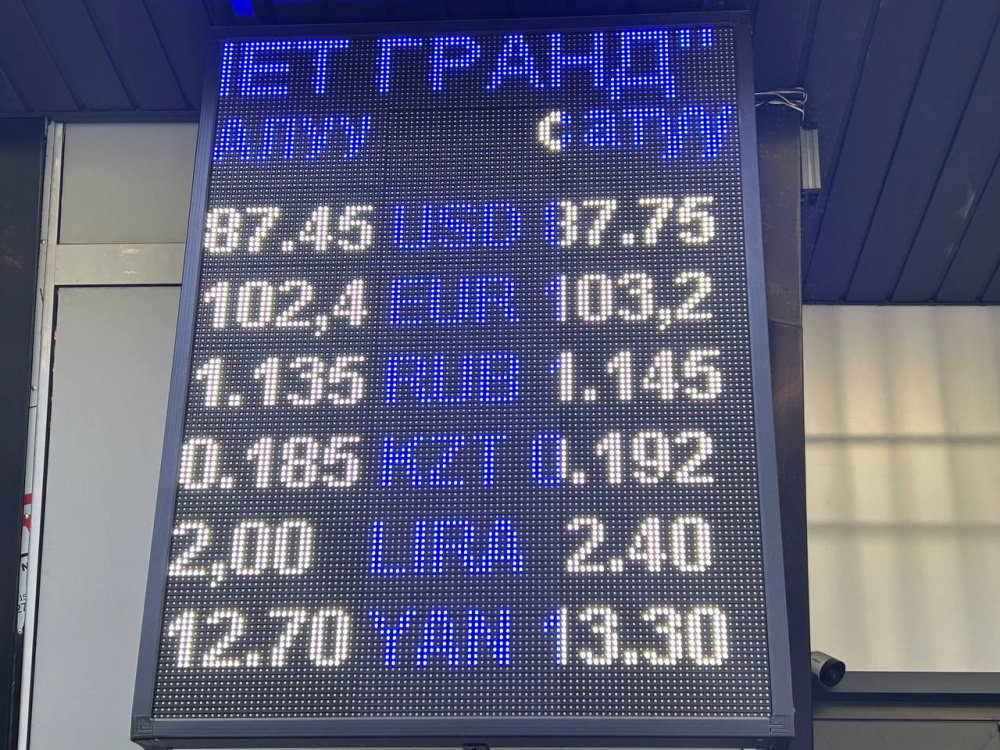 ЕТ ГРАНД"
АЛУУ сатуу
87.45 USD 87.75
102,4 EUR 103,2
1.135 RUB 1.145
0.185 KZT 0.192
2,00 LIRA 2.40
12.70 YAN 13.30